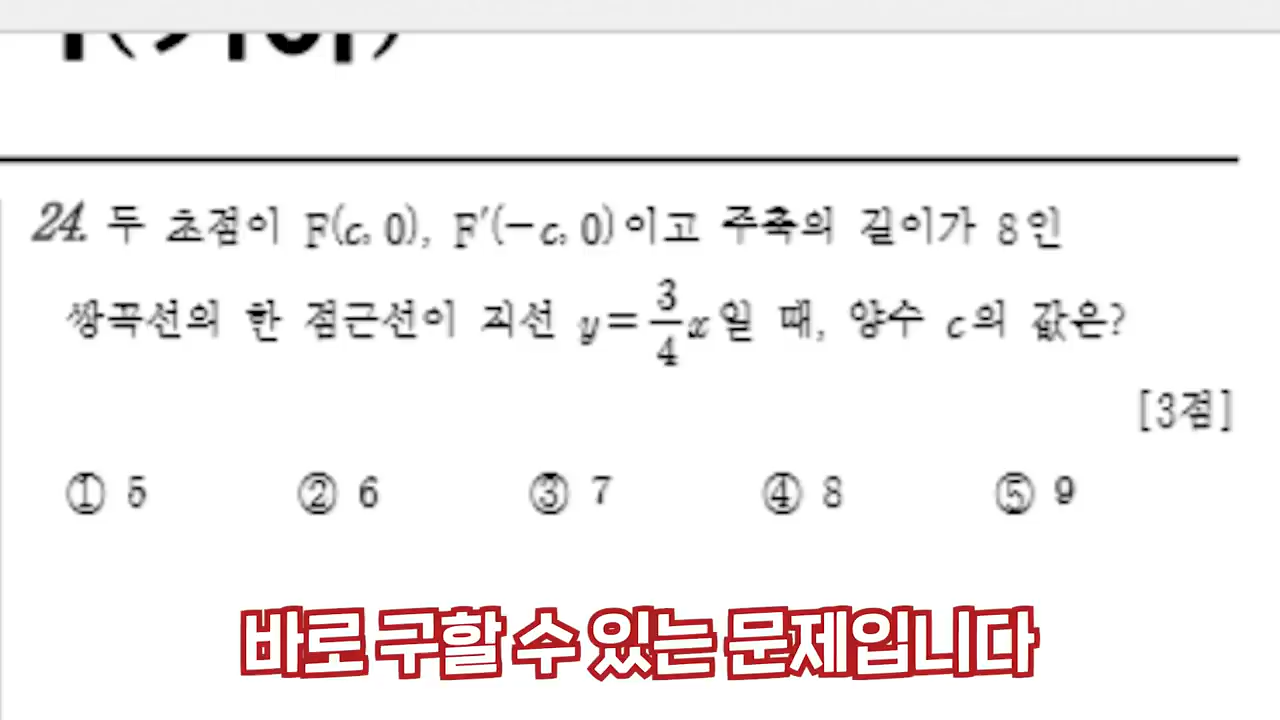 24. 두 초점이 F(c, 0), F′(−c, 0)이고 주축의 길이가 8인
쌍곡선의 한 점근선이 직선 y=3/4x일 때, 양수 c의 값은?
[3점]
① 5 ② 6 ③ 7 ④ 8 ⑤ 9
바로 구할 수 있는 문제입니다